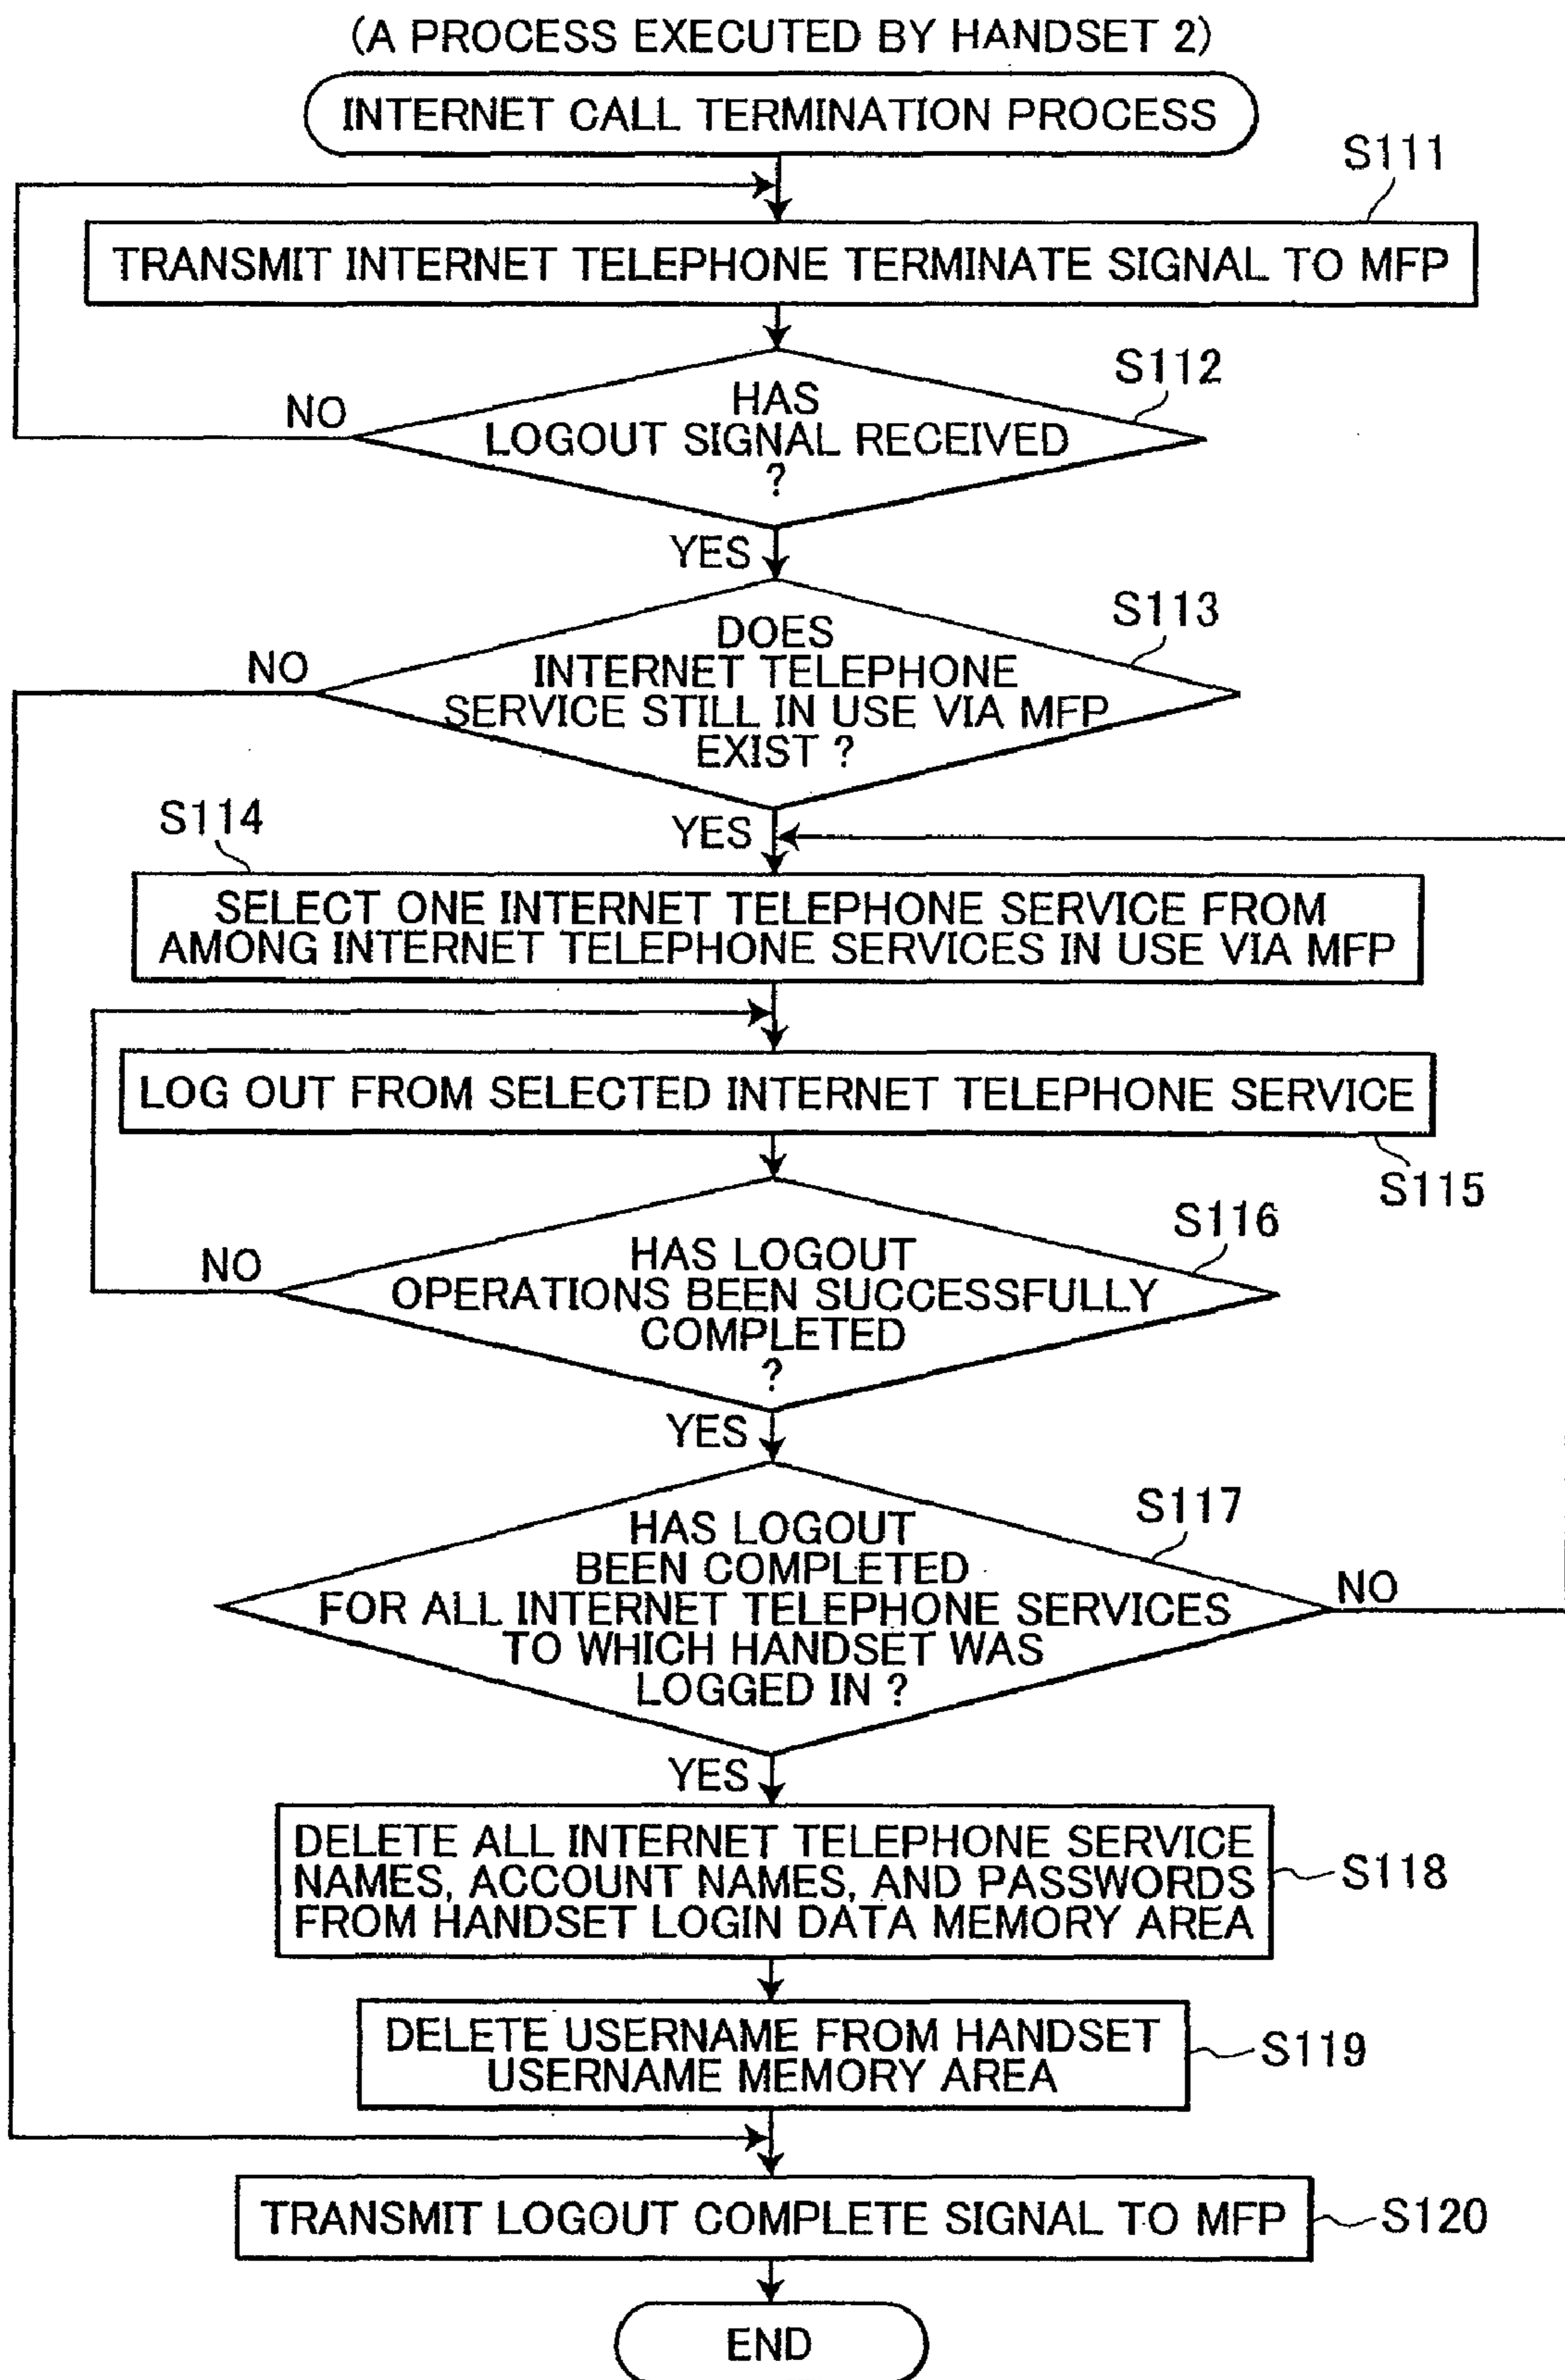 (A PROCESS EXECUTED BY HANDSET 2)
INTERNET CALL TERMINATION PROCESS
S111
TRANSMIT INTERNET TELEPHONE TERMINATE SIGNAL TO MFP
S112
HAS
LOGOUT SIGNAL RECEIVED
?
NO
YES
S113
DOES
INTERNET TELEPHONE
SERVICE STILL IN USE VIA MFP
EXIST ?
NO
YES
S114
SELECT ONE INTERNET TELEPHONE SERVICE FROM
AMONG INTERNET TELEPHONE SERVICES IN USE VIA MFP
LOG OUT FROM SELECTED INTERNET TELEPHONE SERVICE
S115
S116
HAS LOGOUT
OPERATIONS BEEN SUCCESSFULLY
COMPLETED
?
NO
YES
S117
HAS LOGOUT
BEEN COMPLETED
FOR ALL INTERNET TELEPHONE SERVICES
TO WHICH HANDSET WAS
LOGGED IN ?
NO
YES
DELETE ALL INTERNET TELEPHONE SERVICE
NAMES, ACCOUNT NAMES, AND PASSWORDS
FROM HANDSET LOGIN DATA MEMORY AREA
S118
DELETE USERNAME FROM HANDSET
USERNAME MEMORY AREA
S119
TRANSMIT LOGOUT COMPLETE SIGNAL TO MFP
S120
END